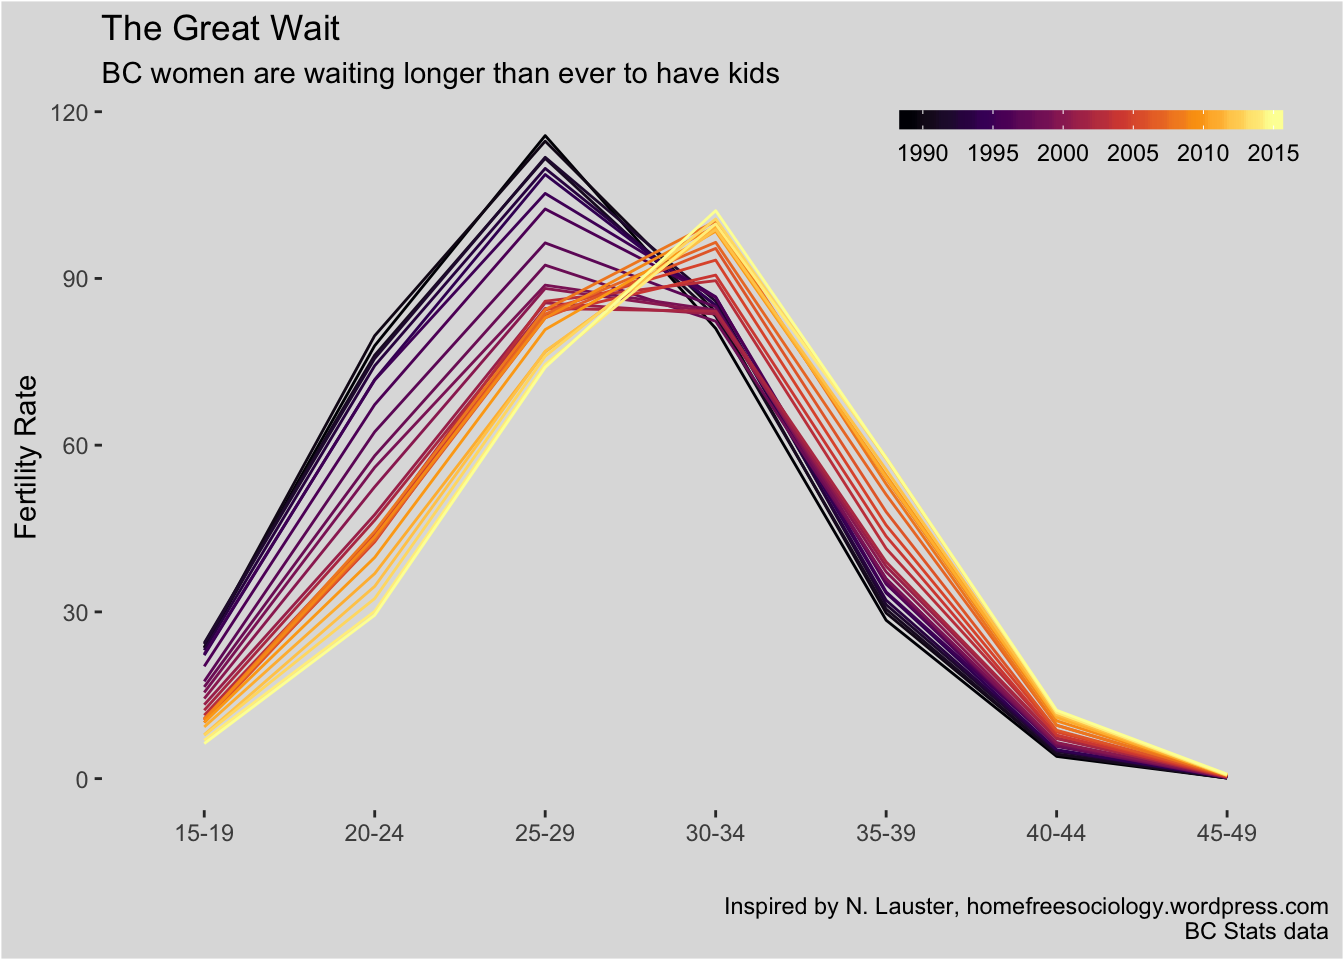 The Great Wait
BC women are waiting longer than ever to have kids
1990 1995 2000 2005 2010 2015
120
90
60
30
0
Fertility Rate
15-19 20-24 25-29 30-34 35-39 40-44 45-49
Inspired by N. Lauster, homefreesociology.wordpress.com
BC Stats data